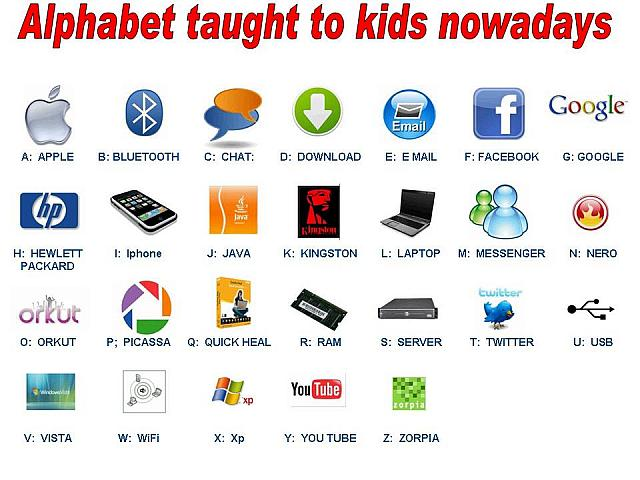 Alphabet taught to kids nowadays
Email
Google
A: APPLE B: BLUETOOTH C: CHAT: D: DOWNLOAD E: E MAIL F: FACEBOOK G: GOOGLE
hp
Java
Kingston
H: HEWLETT PACKARD I: Iphone J: JAVA K: KINGSTON L: LAPTOP M: MESSENGER N: NERO
orkut
twitter
O: ORKUT P; PICASSA Q: QUICK HEAL R: RAM S: SERVER T: TWITTER U: USB
WindowsVista
xp
YouTube
zorpia
V: VISTA W: WiFi X: Xp Y: YOU TUBE Z: ZORPIA